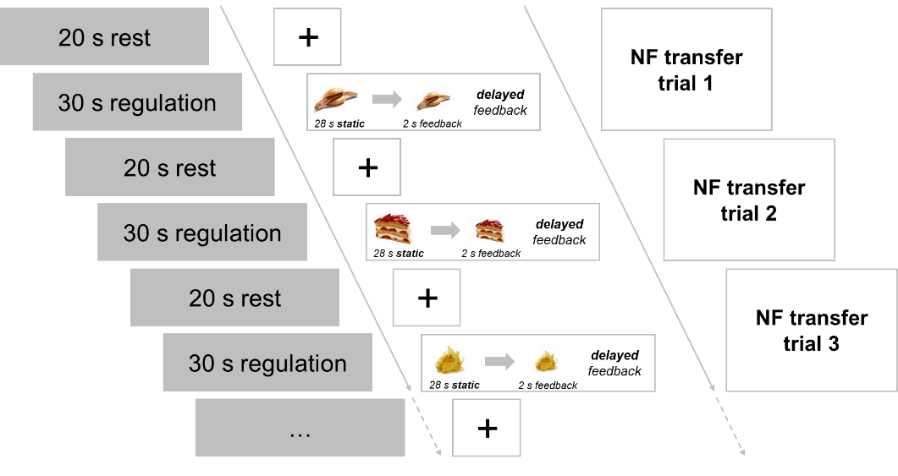 20 s rest
+
NF transfer
trial 1
30 s regulation
28 s static
2 s feedback
delayed
feedback
20 s rest
+
NF transfer
trial 2
30 s regulation
28 s static
2 s feedback
delayed
feedback
20 s rest
+
NF transfer
trial 3
30 s regulation
28 s static
2 s feedback
delayed
feedback
...
+